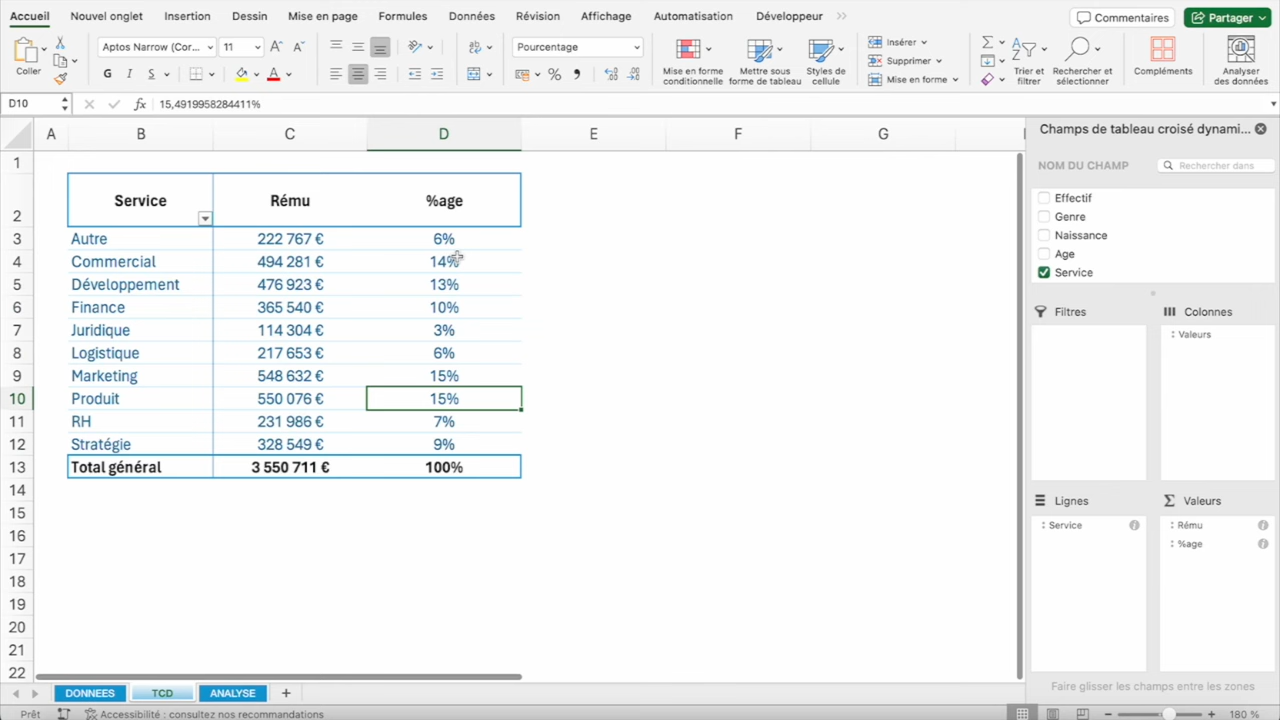 Accueil Nouvel onglet Insertion Dessin Mise en page Formules Données Révision Affichage Automatisation Développeur >> Commentaires Partager
Coller
Aptos Narrow (Cor... 11 A A
G I S A
Pourcentage
% ,
Mise en forme conditionnelle
Mettre sous forme de tableau
Styles de cellule
Insérer
Supprimer
Mise en forme
Σ
Trier et filtrer
Rechercher et sélectionner
Compléments
Analyser des données
D10 fx 15,4919958284411%
A B C D E F G
1
2 Service Rému %age
3 Autre 222 767 € 6%
4 Commercial 494 281 € 14%
5 Développement 476 923 € 13%
6 Finance 365 540 € 10%
7 Juridique 114 304 € 3%
8 Logistique 217 653 € 6%
9 Marketing 548 632 € 15%
10 Produit 550 076 € 15%
11 RH 231 986 € 7%
12 Stratégie 328 549 € 9%
13 Total général 3 550 711 € 100%
14
15
16
17
18
19
20
21
22
Champs de tableau croisé dynami...
NOM DU CHAMP Rechercher dans
Effectif
Genre
Naissance
Age
Service
Filtres Colonnes
Valeurs
Lignes Σ Valeurs
Service Rému
%age
Faire glisser les champs entre les zones
DONNEES TCD ANALYSE +
Prêt Accessibilité : consultez nos recommandations − + 180 %